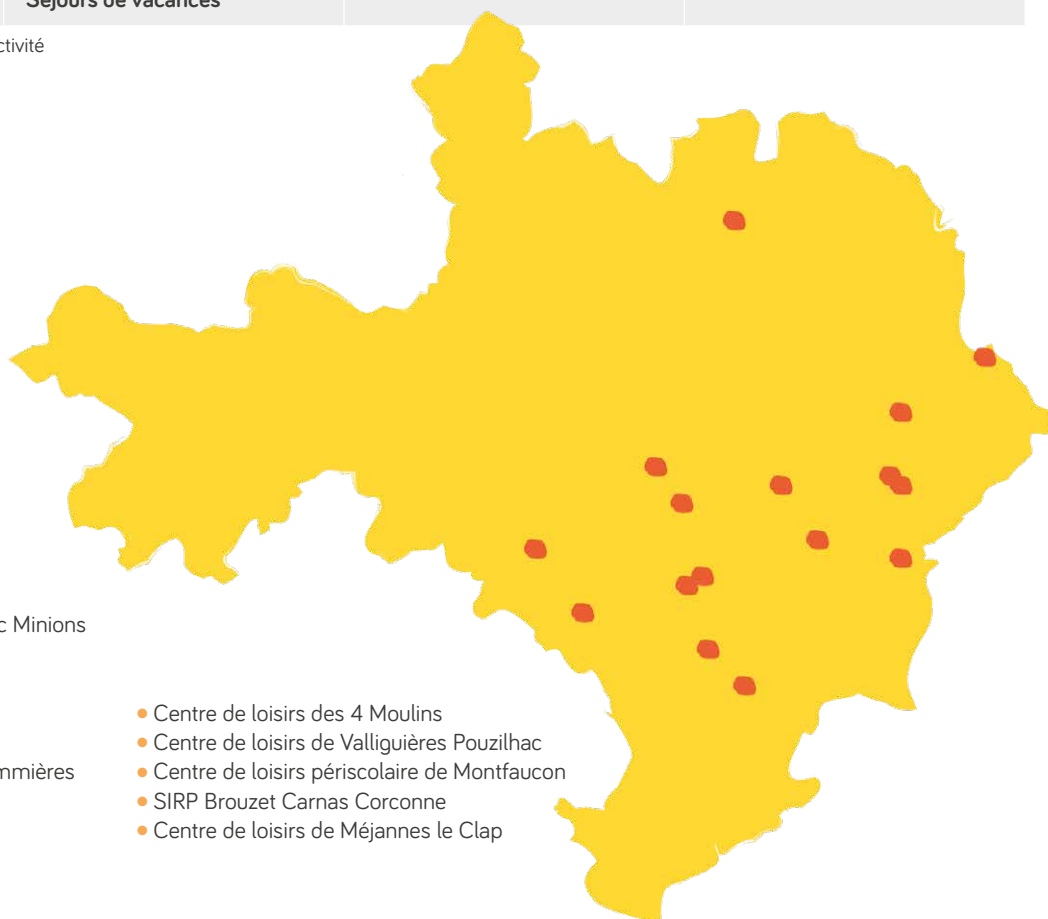 Séjours de vacances
ctivité
c Minions
mmières
• Centre de loisirs des 4 Moulins
• Centre de loisirs de Valliguières Pouzilhac
• Centre de loisirs périscolaire de Montfaucon
• SIRP Brouzet Carnas Corconne
• Centre de loisirs de Méjannes le Clap